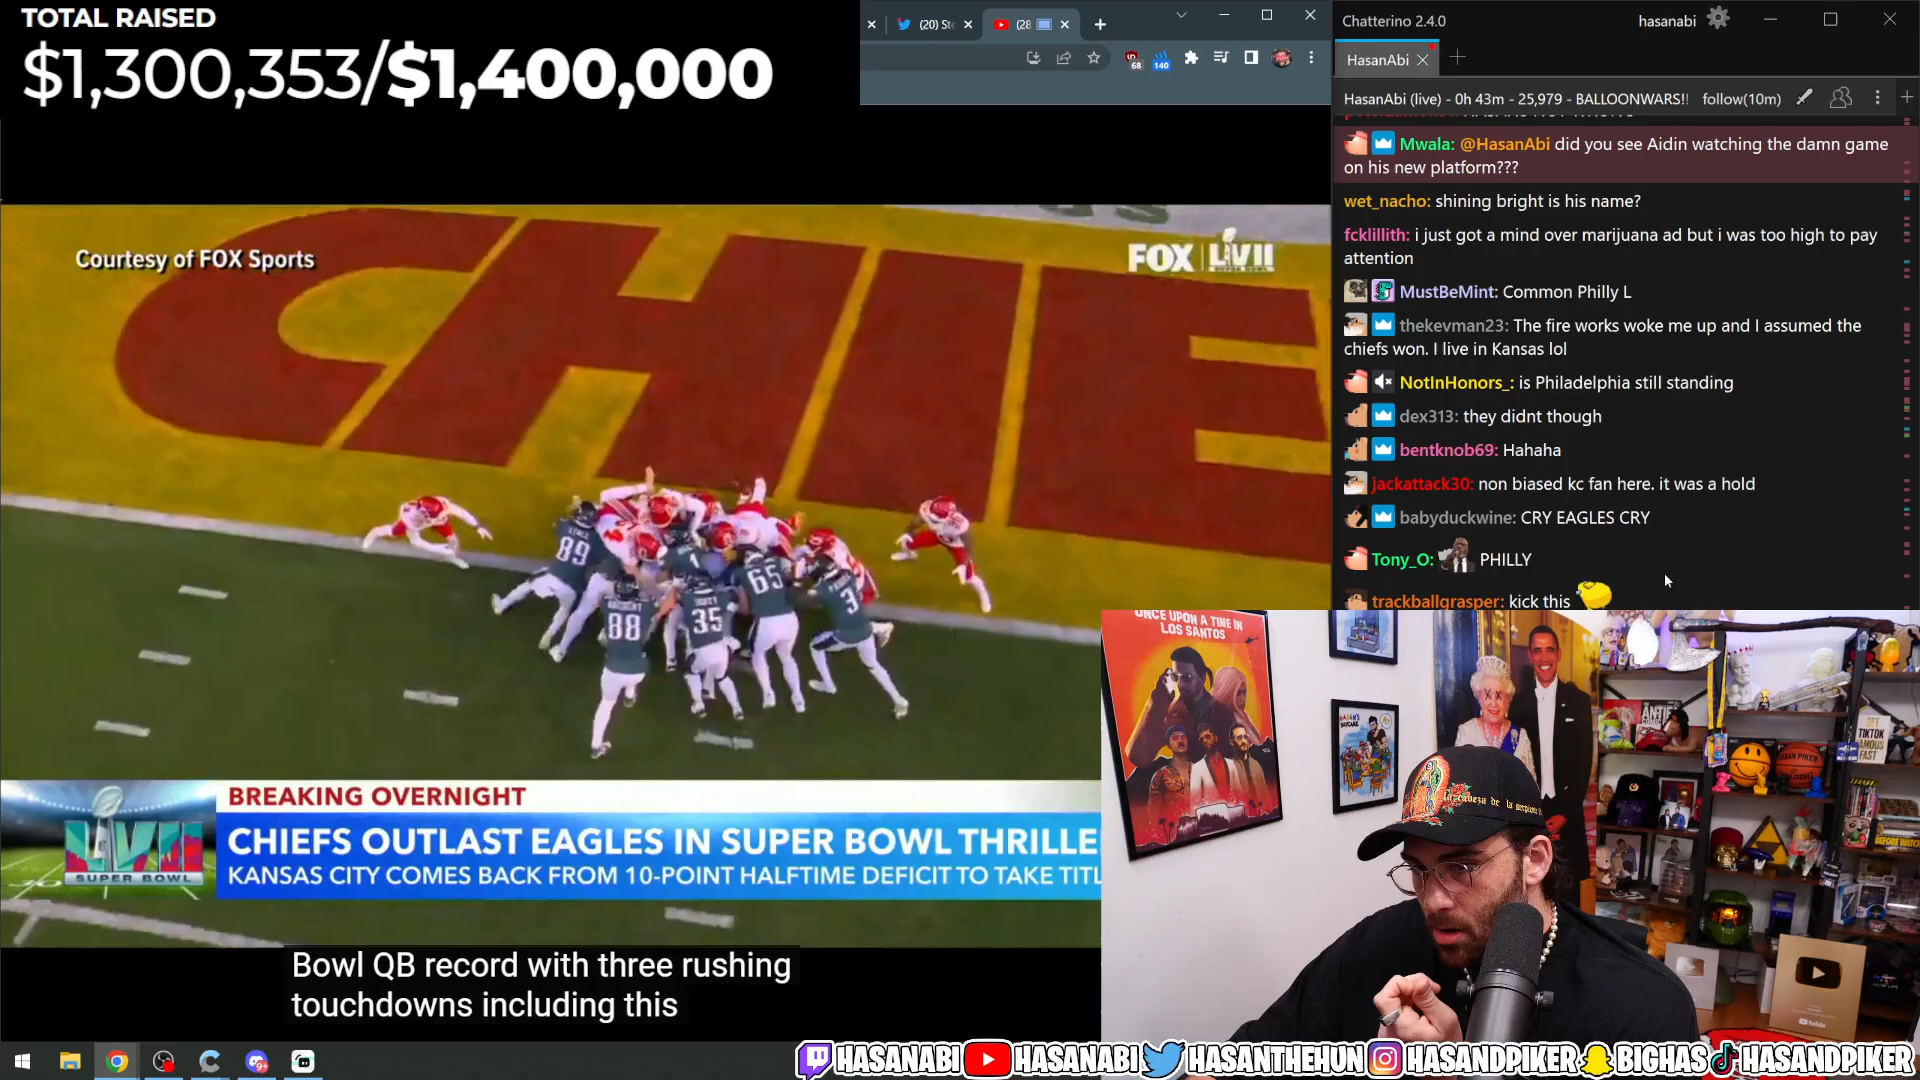 TOTAL RAISED
$1,300,353/$1,400,000
(20) St
(28
68
140
Chatterino 2.4.0
hasanabi
HasanAbi
HasanAbi (live) - 0h 43m - 25,979 - BALLOONWARS!!
follow(10m)
Mwala: @HasanAbi did you see Aidin watching the damn game
on his new platform???
wet_nacho: shining bright is his name?
fcklillith: i just got a mind over marijuana ad but i was too high to pay
attention
MustBeMint: Common Philly L
thekevman23: The fire works woke me up and I assumed the
chiefs won. I live in Kansas lol
NotInHonors_: is Philadelphia still standing
dex313: they didnt though
bentknob69: Hahaha
jackattack30: non biased kc fan here. it was a hold
babyduckwine: CRY EAGLES CRY
Tony_O: PHILLY
trackballgrasper: kick this
Courtesy of FOX Sports
FOX LVII
CHIE
89
1
65
3
88
35
ONCE UPON A TIME IN
LOS SANTOS
BREAKING OVERNIGHT
CHIEFS OUTLAST EAGLES IN SUPER BOWL THRILLE
KANSAS CITY COMES BACK FROM 10-POINT HALFTIME DEFICIT TO TAKE TITL
LVII
SUPER BOWL
Bowl QB record with three rushing
touchdowns including this
HASANABI HASANABI HASANTHEHUN HASANDPIKER BIGHAS HASANDPIKER